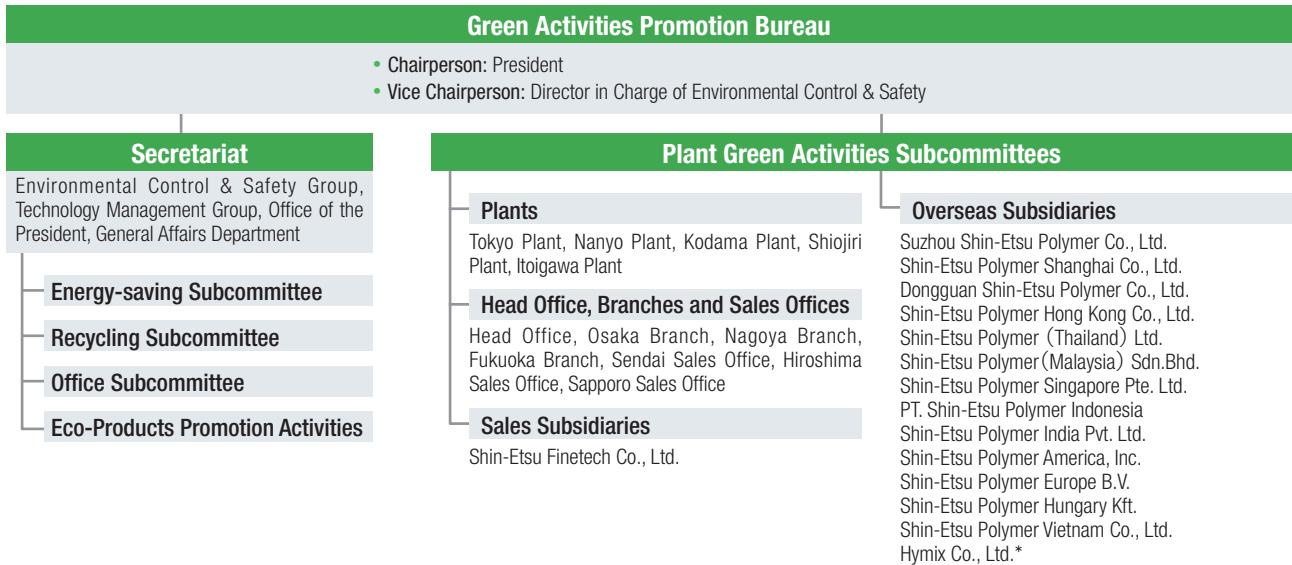 Green Activities Promotion Bureau
• Chairperson: President
• Vice Chairperson: Director in Charge of Environmental Control & Safety
Secretariat
Environmental Control & Safety Group,
Technology Management Group, Office of the
President, General Affairs Department
Energy-saving Subcommittee
Recycling Subcommittee
Office Subcommittee
Eco-Products Promotion Activities
Plant Green Activities Subcommittees
Plants
Tokyo Plant, Nanyo Plant, Kodama Plant, Shiojiri
Plant, Itoigawa Plant
Head Office, Branches and Sales Offices
Head Office, Osaka Branch, Nagoya Branch,
Fukuoka Branch, Sendai Sales Office, Hiroshima
Sales Office, Sapporo Sales Office
Sales Subsidiaries
Shin-Etsu Finetech Co., Ltd.
Overseas Subsidiaries
Suzhou Shin-Etsu Polymer Co., Ltd.
Shin-Etsu Polymer Shanghai Co., Ltd.
Dongguan Shin-Etsu Polymer Co., Ltd.
Shin-Etsu Polymer Hong Kong Co., Ltd.
Shin-Etsu Polymer（Thailand）Ltd.
Shin-Etsu Polymer（Malaysia）Sdn.Bhd.
Shin-Etsu Polymer Singapore Pte. Ltd.
PT. Shin-Etsu Polymer Indonesia
Shin-Etsu Polymer India Pvt. Ltd.
Shin-Etsu Polymer America, Inc.
Shin-Etsu Polymer Europe B.V.
Shin-Etsu Polymer Hungary Kft.
Shin-Etsu Polymer Vietnam Co., Ltd.
Hymix Co., Ltd.*